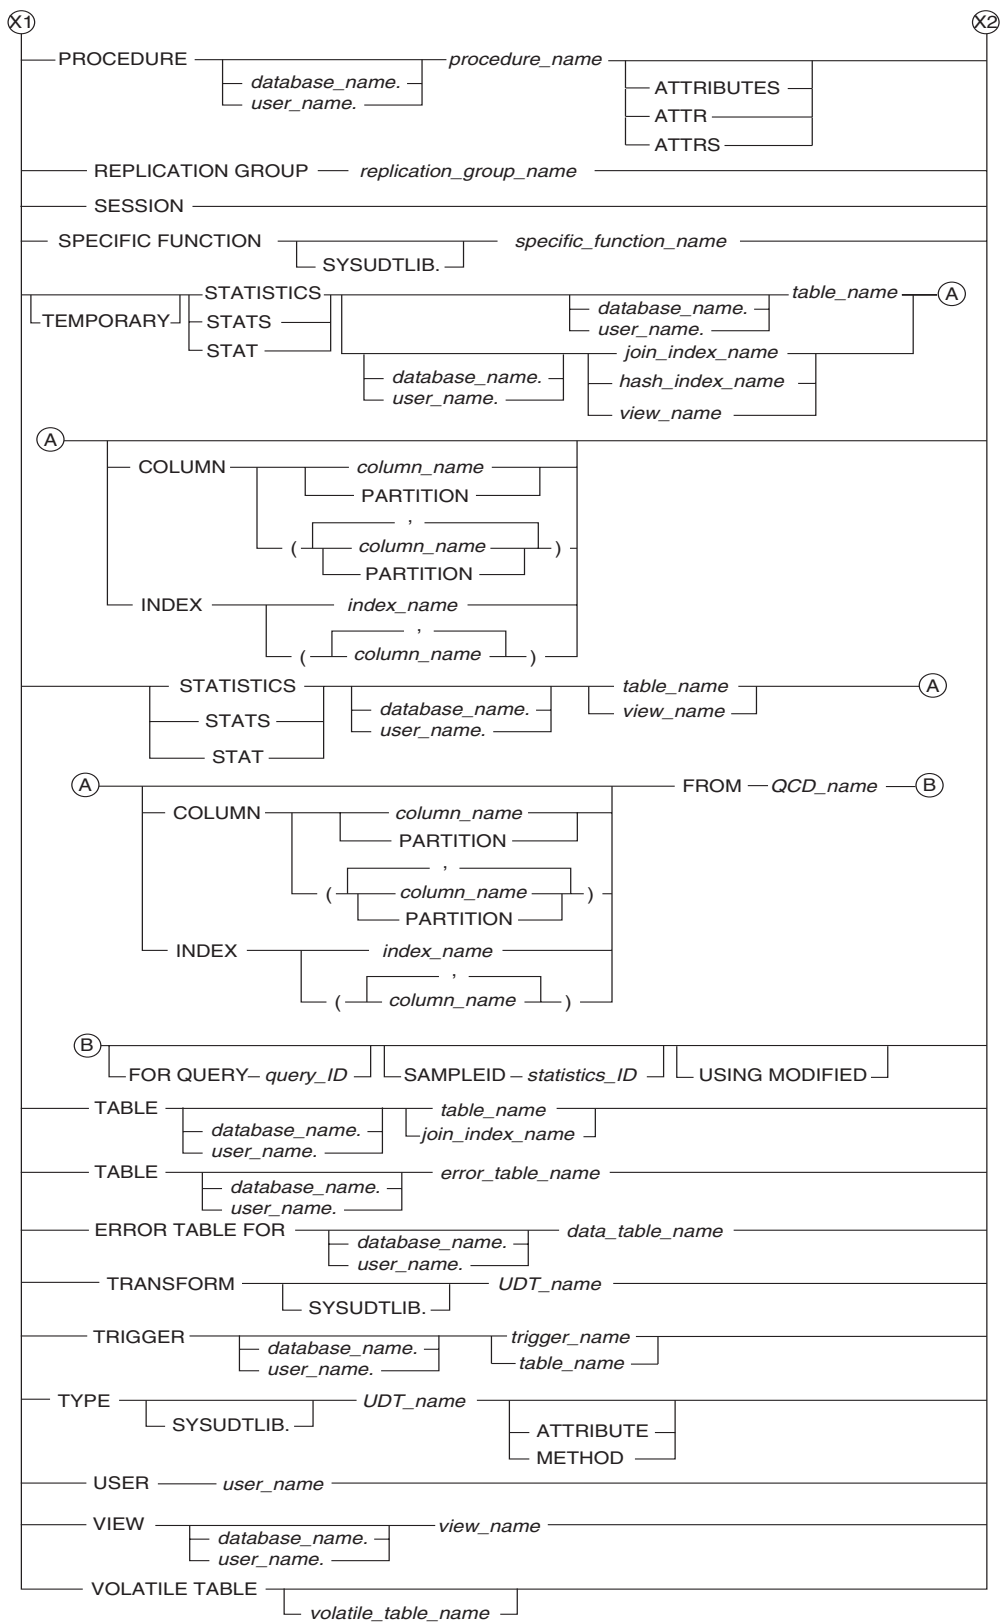 X1 X2
PROCEDURE procedure_name
database_name.
user_name.
ATTRIBUTES
ATTR
ATTRS
REPLICATION GROUP replication_group_name
SESSION
SPECIFIC FUNCTION specific_function_name
SYSUDTLIB.
STATISTICS table_name A
TEMPORARY STATS database_name.
user_name.
STAT join_index_name
database_name. hash_index_name
user_name.
view_name
A
COLUMN column_name
PARTITION
,
( column_name )
PARTITION
INDEX index_name
,
( column_name )
STATISTICS table_name A
STATS database_name. view_name
user_name.
STAT
A FROM QCD_name B
COLUMN column_name
PARTITION
,
( column_name )
PARTITION
INDEX index_name
,
( column_name )
B
FOR QUERY query_ID SAMPLEID statistics_ID USING MODIFIED
TABLE table_name
database_name. join_index_name
user_name.
TABLE error_table_name
database_name.
user_name.
ERROR TABLE FOR data_table_name
database_name.
user_name.
TRANSFORM UDT_name
SYSUDTLIB.
TRIGGER trigger_name
database_name. table_name
user_name.
TYPE UDT_name
SYSUDTLIB. ATTRIBUTE
METHOD
USER user_name
VIEW view_name
database_name.
user_name.
VOLATILE TABLE
volatile_table_name